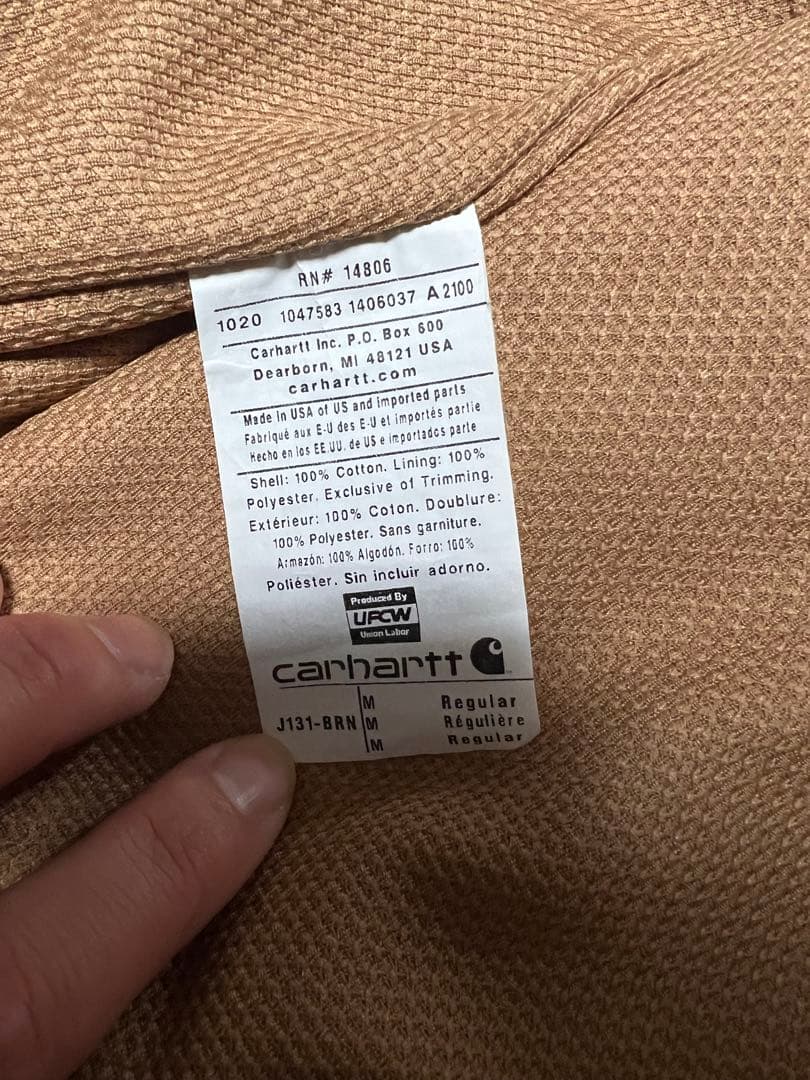 RN# 14806
1020 1047583 1406037 A 2100
Carhartt Inc. P.O. Box 600
Dearborn, MI 48121 USA
carhartt.com
Made in USA of US and imported parts
Fabriqué aux E-U des E-U et importés partie
Hecho en los EE.UU. de US e importados parte
Shell: 100% Cotton. Lining: 100%
Polyester. Exclusive of Trimming.
Extérieur: 100% Coton. Doublure:
100% Polyester. Sans garniture.
Armazón: 100% Algodón. Forro: 100%
Poliéster. Sin incluir adorno.
Produced By
UFCW
Union Labor
carhartt
M Regular
J131-BRN M Régulière
M Regular